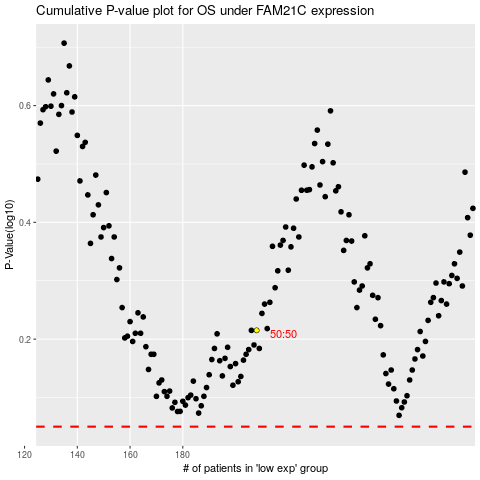 Cumulative P-value plot for OS under FAM21C expression
P-Value(log10)
0.6
0.4
0.2
50:50
120 140 160 180
# of patients in 'low exp' group